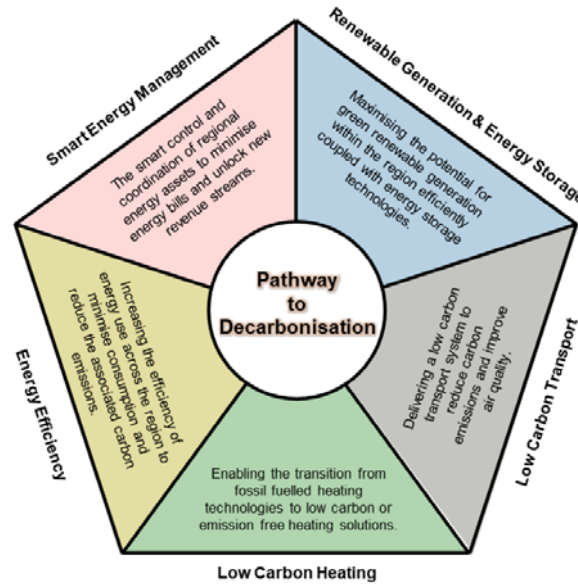 Smart Energy Management
The smart control and
coordination of regional
energy assets to minimise
energy bills and unlock new
revenue streams.
Renewable Generation & Energy Storage
Maximising the potential for
green renewable generation
within the region efficiently
coupled with energy storage
technologies.
Pathway
to
Decarbonisation
Energy Efficiency
Increasing the efficiency of
energy use across the region to
minimise consumption and
reduce the associated carbon
emissions.
Delivering a low carbon
transport system to
reduce carbon
emissions and improve
air quality.
Low Carbon Transport
Enabling the transition from
fossil fuelled heating
technologies to low carbon or
emission free heating solutions.
Low Carbon Heating